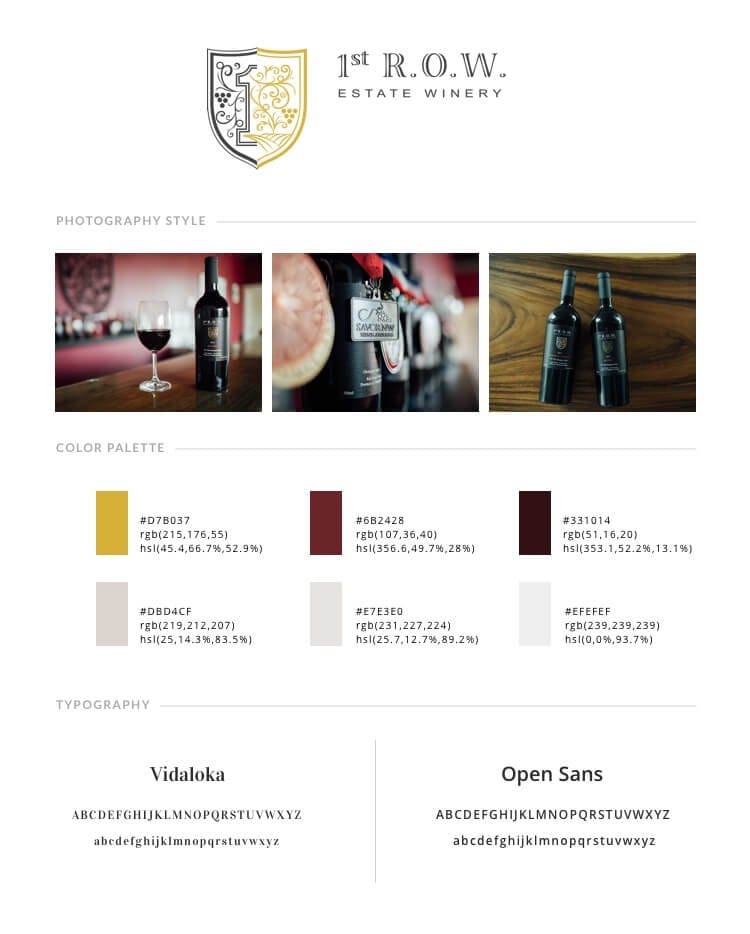 1
1st R.O.W.
ESTATE WINERY
PHOTOGRAPHY STYLE
SAVOR NW
COLOR PALETTE
#D7B037
rgb(215,176,55)
hsl(45.4,66.7%,52.9%)
#6B2428
rgb(107,36,40)
hsl(356.6,49.7%,28%)
#331014
rgb(51,16,20)
hsl(353.1,52.2%,13.1%)
#DBD4CF
rgb(219,212,207)
hsl(25,14.3%,83.5%)
#E7E3E0
rgb(231,227,224)
hsl(25.7,12.7%,89.2%)
#EFEFEF
rgb(239,239,239)
hsl(0,0%,93.7%)
TYPOGRAPHY
Vidaloka
ABCDEFGHIJKLMNOPQRSTUVWXYZ
abcdefghijklmnopqrstuvwxyz
Open Sans
ABCDEFGHIJKLMNOPQRSTUVWXYZ
abcdefghijklmnopqrstuvwxyz